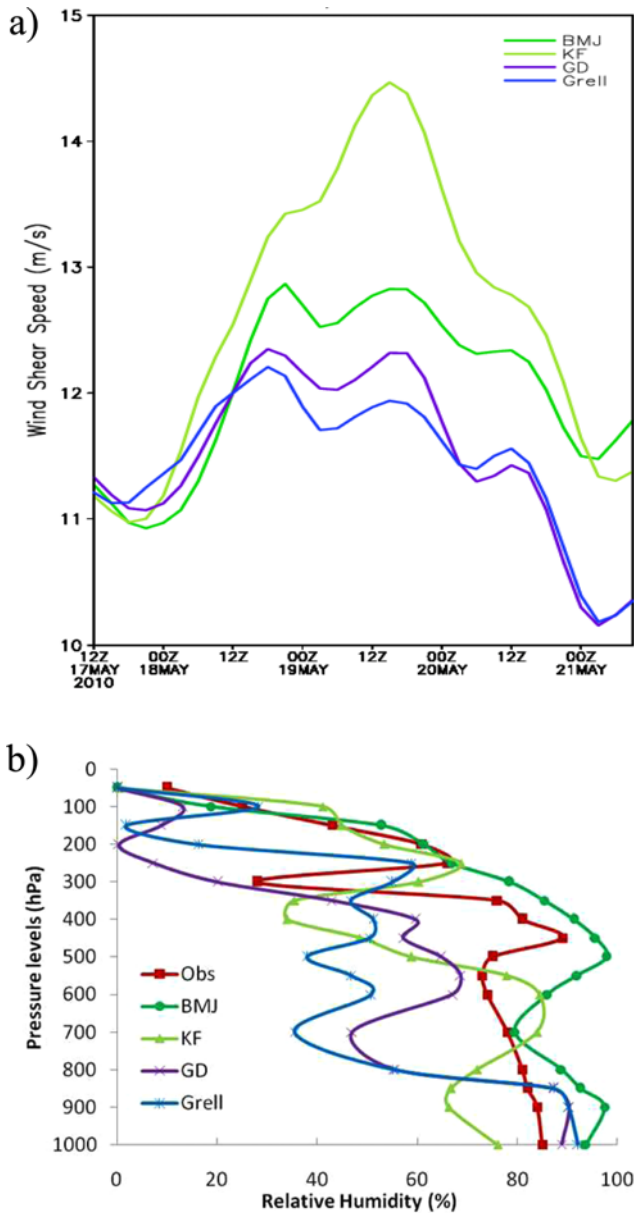 a)
15
BMJ
KF
GD
Grell
14
13
12
11
10
Wind Shear Speed (m/s)
12Z 00Z 12Z 00Z 12Z 00Z 12Z 00Z
17MAY 18MAY 19MAY 20MAY 21MAY
2010
b)
0
100
200
300
400
500
600
700
800
900
1000
Pressure levels (hPa)
Obs
BMJ
KF
GD
Grell
0 20 40 60 80 100
Relative Humidity (%)